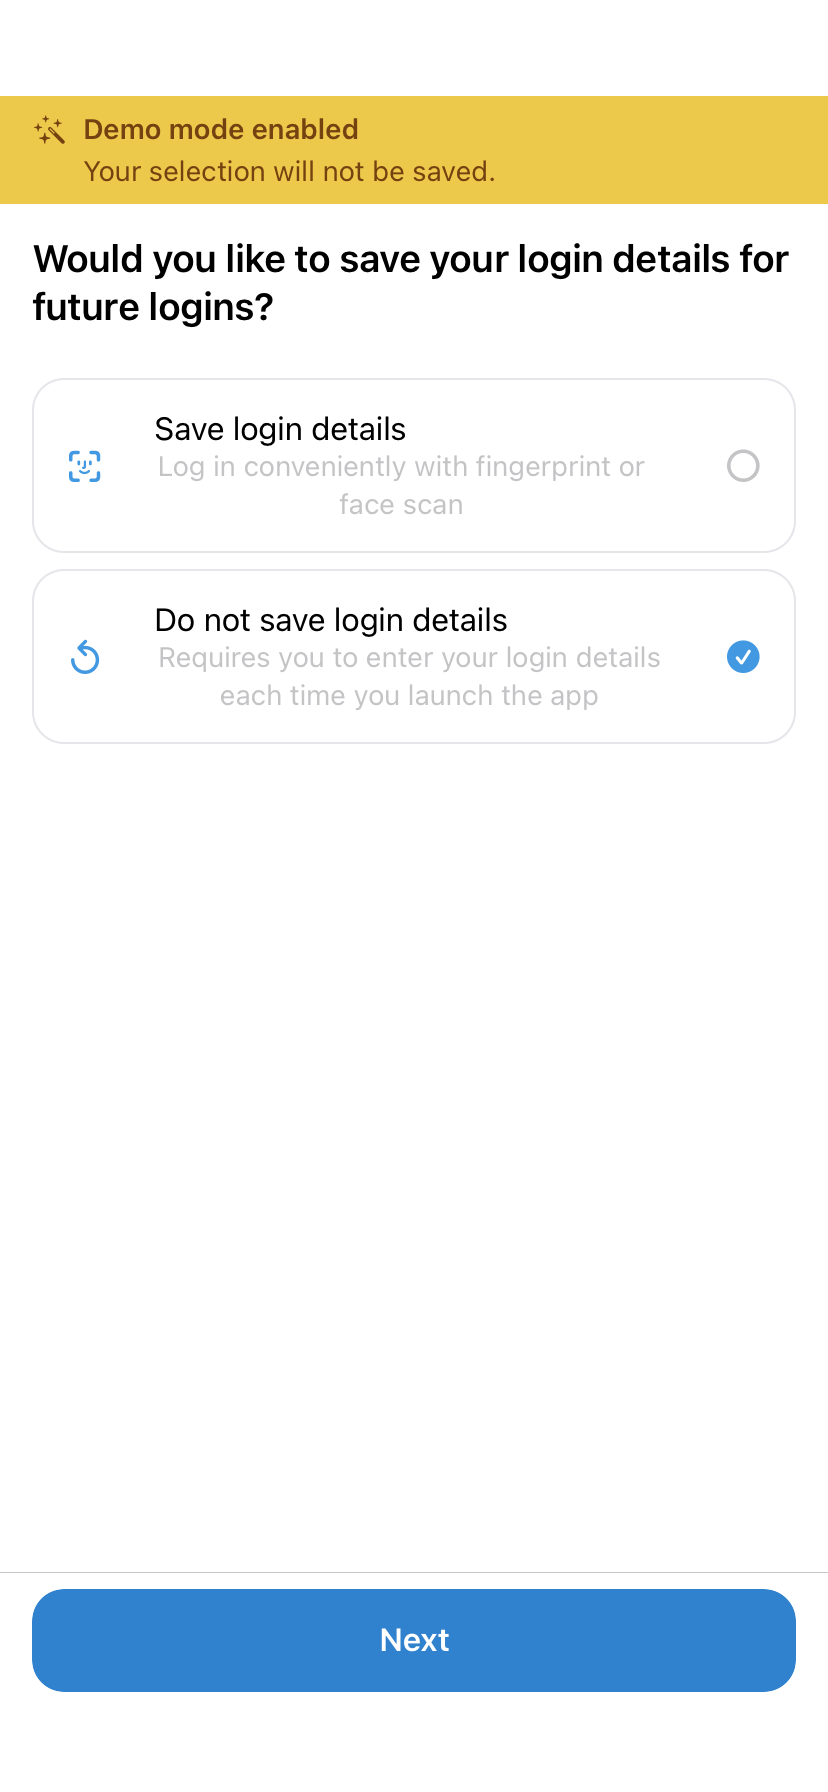 Demo mode enabled
Your selection will not be saved.
Would you like to save your login details for
future logins?
Save login details
Log in conveniently with fingerprint or
face scan
Do not save login details
Requires you to enter your login details
each time you launch the app
Next